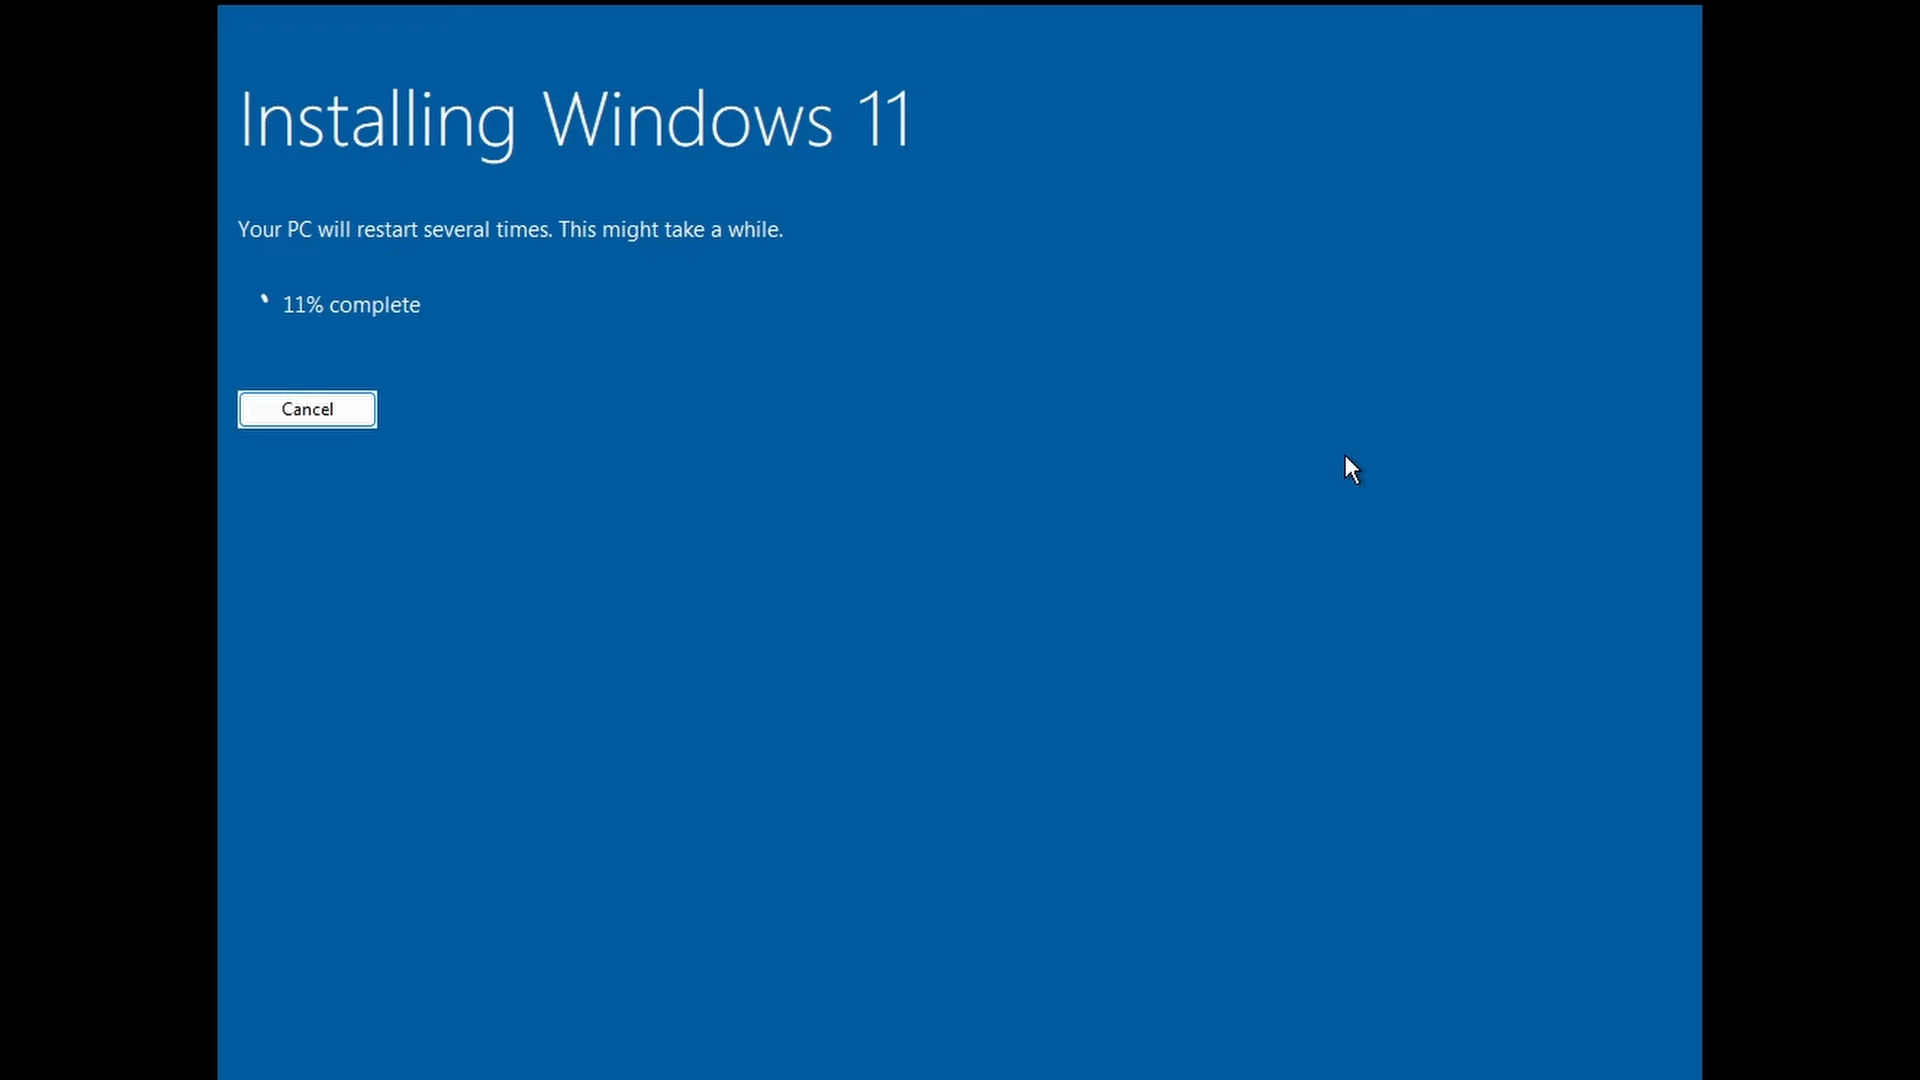 Installing Windows 11
Your PC will restart several times. This might take a while.
11% complete
Cancel